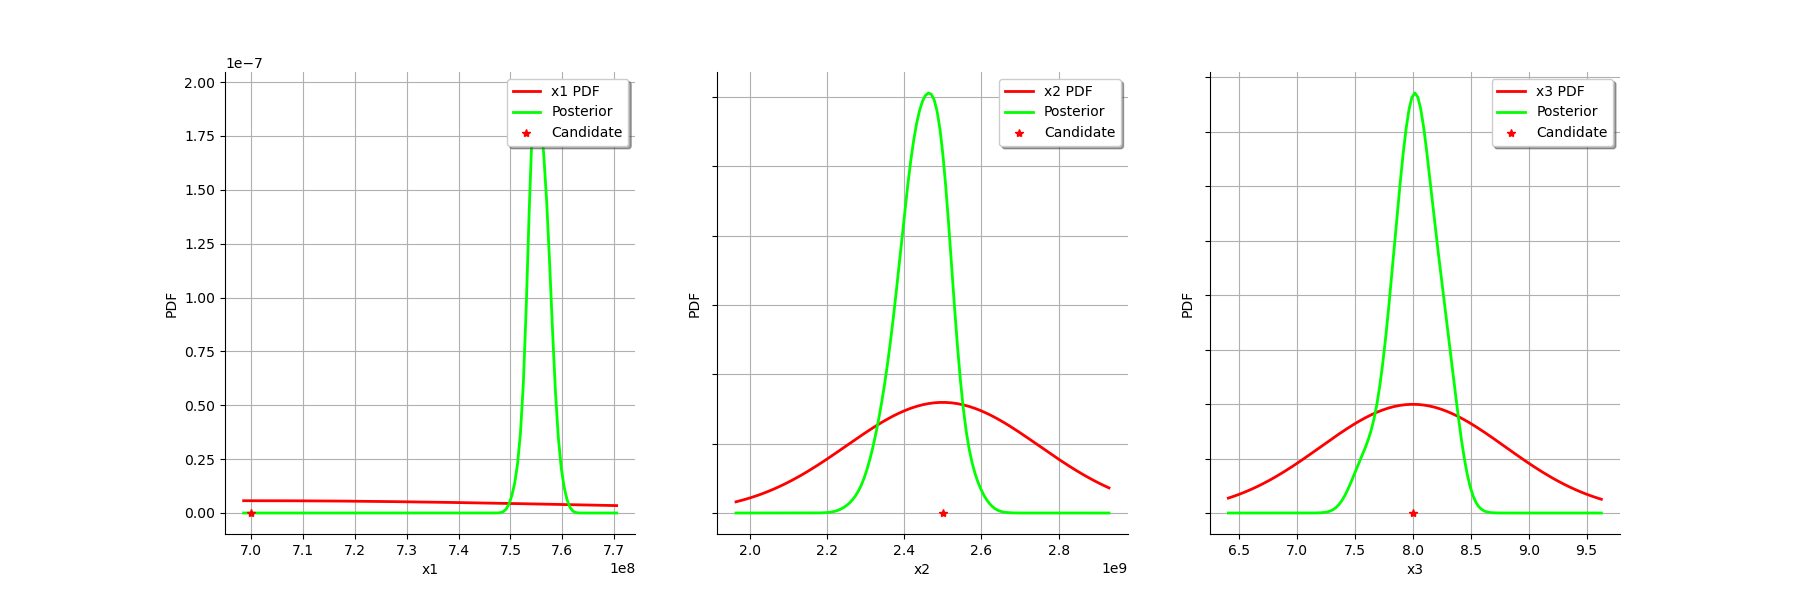 1e−7
2.00
1.75
1.50
1.25
1.00
0.75
0.50
0.25
0.00
PDF
x1 PDF
Posterior
Candidate
7.0 7.1 7.2 7.3 7.4 7.5 7.6 7.7
x1
1e8
PDF
x2 PDF
Posterior
Candidate
2.0 2.2 2.4 2.6 2.8
x2
1e9
PDF
x3 PDF
Posterior
Candidate
6.5 7.0 7.5 8.0 8.5 9.0 9.5
x3